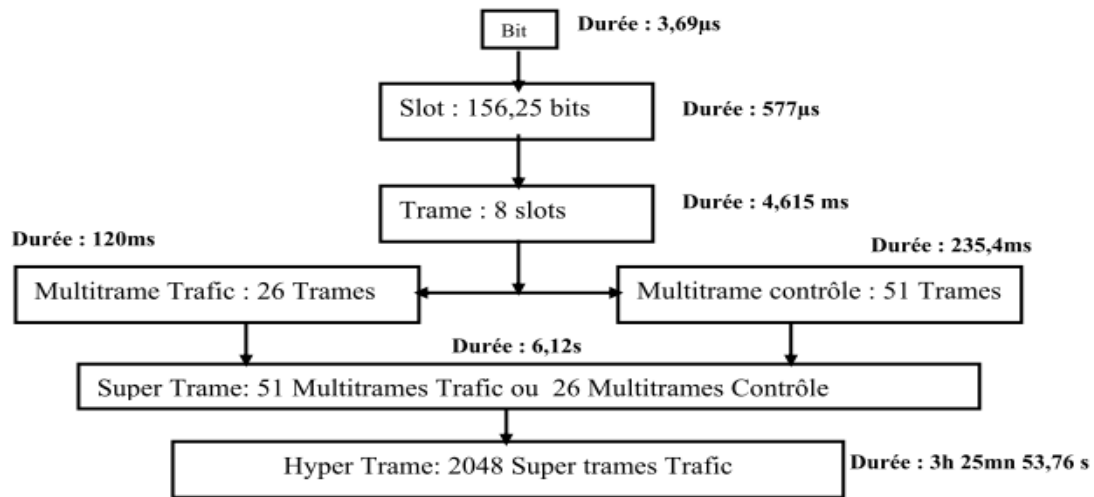 Bit
Durée : 3,69µs
Slot : 156,25 bits
Durée : 577µs
Trame : 8 slots
Durée : 4,615 ms
Durée : 120ms
Durée : 235,4ms
Multitrame Trafic : 26 Trames
Multitrame contrôle : 51 Trames
Durée : 6,12s
Super Trame: 51 Multitrames Trafic ou 26 Multitrames Contrôle
Hyper Trame: 2048 Super trames Trafic
Durée : 3h 25mn 53,76 s